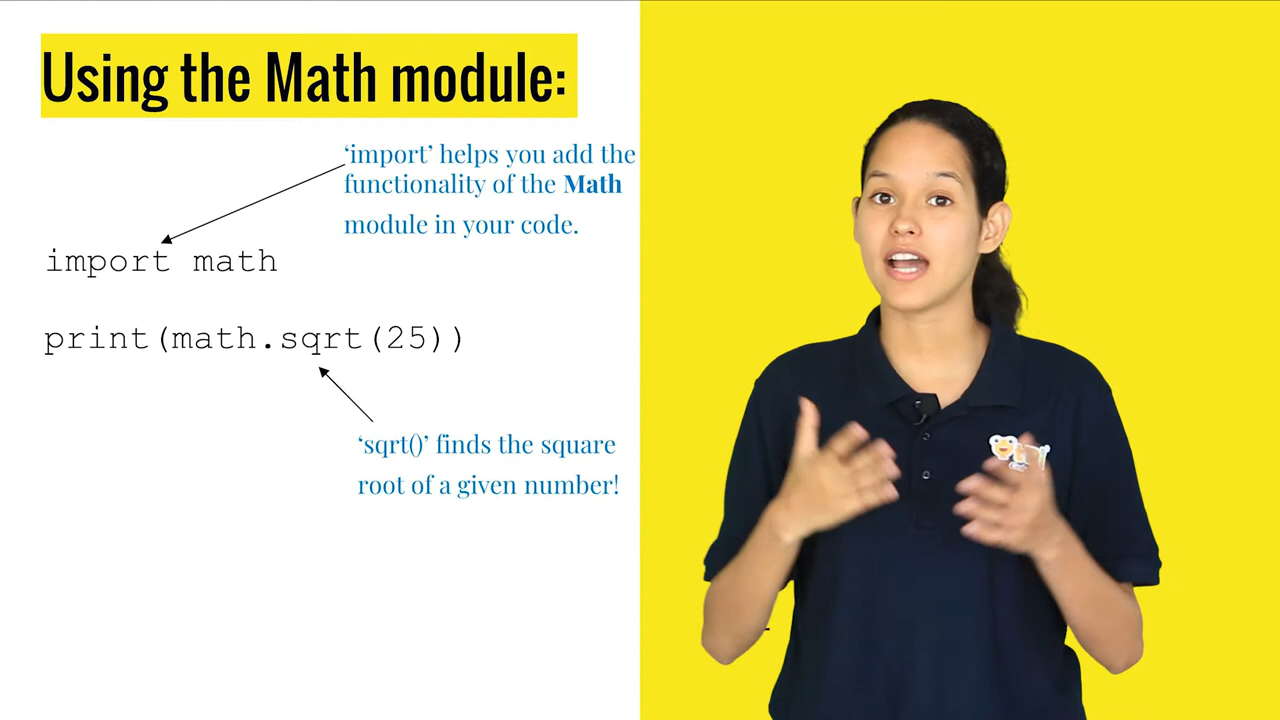 Using the Math module:
‘import’ helps you add the
functionality of the Math
module in your code.
import math
print(math.sqrt(25))
‘sqrt()’ finds the square
root of a given number!